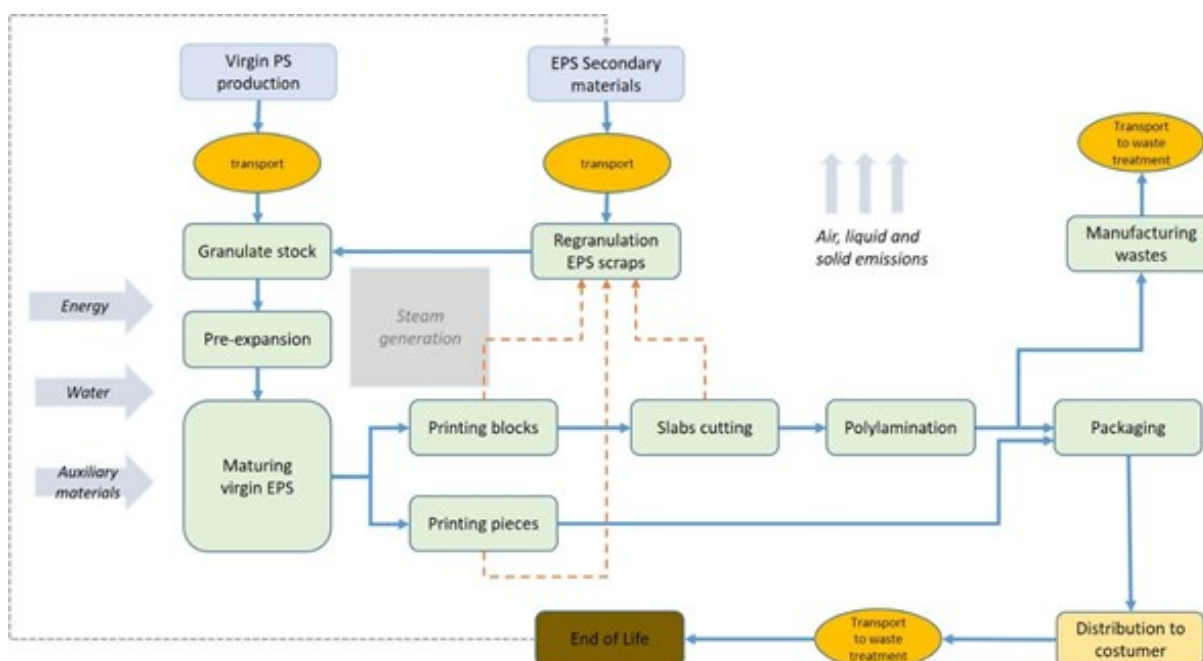 Virgin PS
production
EPS Secondary
materials
transport
transport
Transport
to waste
treatment
Granulate stock
Regranulation
EPS scraps
Air, liquid and
solid emissions
Manufacturing
wastes
Energy
Steam
generation
Pre-expansion
Water
Auxiliary
materials
Maturing
virgin EPS
Printing blocks
Slabs cutting
Polylamination
Packaging
Printing pieces
End of Life
Transport
to waste
treatment
Distribution to
costumer